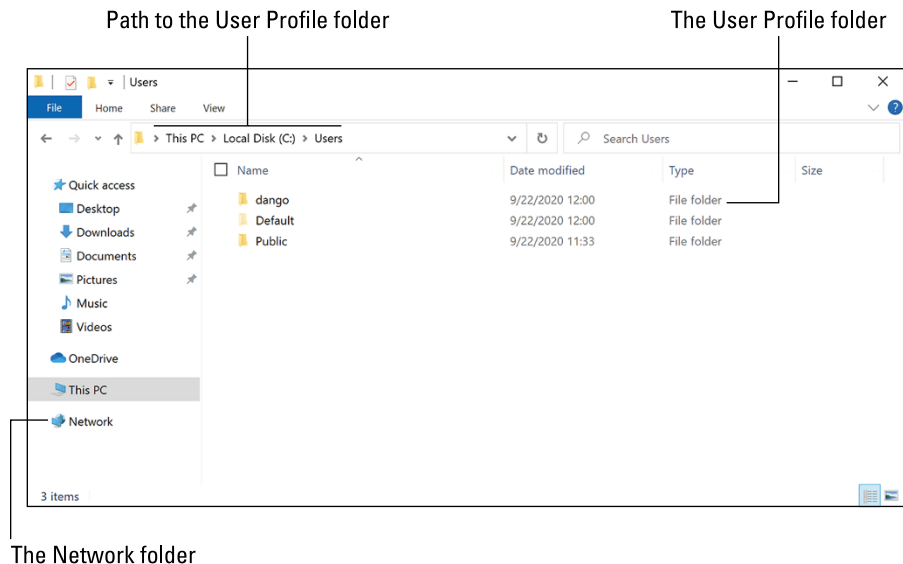 Path to the User Profile folder
The User Profile folder
Users
File Home Share View
This PC > Local Disk (C:) > Users
Search Users
Name Date modified Type Size
dango 9/22/2020 12:00 File folder
Default 9/22/2020 12:00 File folder
Public 9/22/2020 11:33 File folder
Quick access
Desktop
Downloads
Documents
Pictures
Music
Videos
OneDrive
This PC
Network
3 items
The Network folder